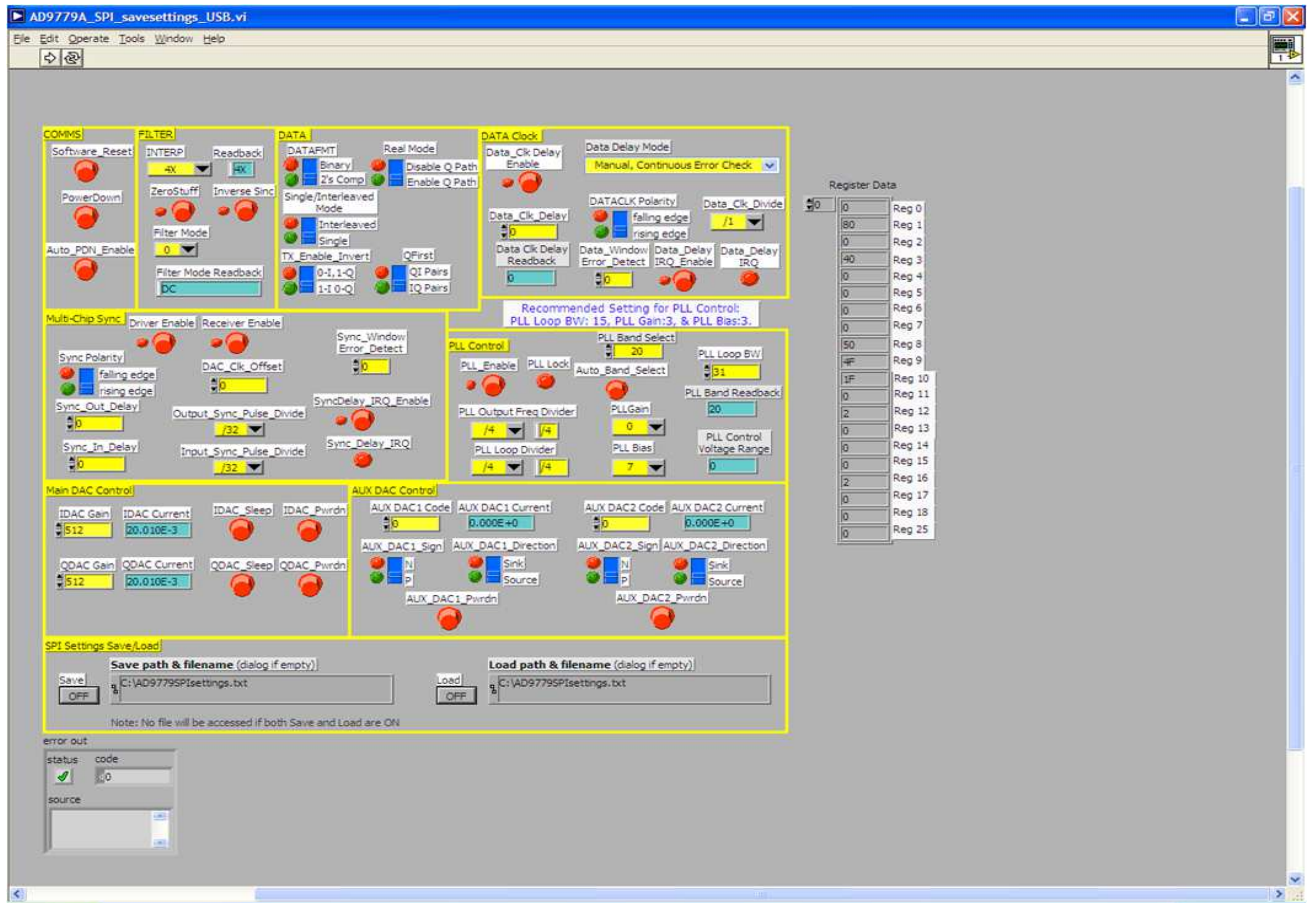 AD9779A_SPI_savesettings_USB.vi
File Edit Operate Tools Window Help
1
COMMS
Software_Reset
PowerDown
Auto_PDN_Enable
FILTER
INTERP Readback
4X 4X
ZeroStuff Inverse Sinc
Filter Mode
0
Filter Mode Readback
DC
DATA
DATAFMT Real Mode
Binary Disable Q Path
2's Comp Enable Q Path
Single/Interleaved
Mode
Interleaved
Single
TX_Enable_Invert QFirst
0-I, 1-Q QI Pairs
1-I 0-Q IQ Pairs
DATA Clock
Data_Clk Delay
Enable
Data Delay Mode
Manual, Continuous Error Check
DATACLK Polarity Data_Clk_Divide
falling edge /1
rising edge
Data_Clk_Delay
0
Data Clk Delay
Readback
0
Data_Window
Error_Detect
0
Data_Delay
IRQ_Enable
Data_Delay
IRQ
Recommended Setting for PLL Control:
PLL Loop BW: 15, PLL Gain:3, & PLL Bias:3.
Multi-Chip Sync
Driver Enable Receiver Enable
Sync_Window
Error_Detect
0
Sync Polarity
falling edge
rising edge
DAC_Clk_Offset
0
Sync_Out_Delay
0
Output_Sync_Pulse_Divide
/32
SyncDelay_IRQ_Enable
Sync_In_Delay
0
Input_Sync_Pulse_Divide
/32
Sync_Delay_IRQ
PLL Control
PLL Band Select
20
PLL_Enable PLL Lock Auto_Band_Select
PLL Loop BW
31
PLL Band Readback
20
PLL Output Freq Divider
/4 /4
PLLGain
0
PLL Loop Divider
/4 /4
PLL Bias
7
PLL Control
Voltage Range
0
Main DAC Control
IDAC Gain IDAC Current IDAC_Sleep IDAC_Pwrdn
512 20.010E-3
QDAC Gain QDAC Current QDAC_Sleep QDAC_Pwrdn
512 20.010E-3
AUX DAC Control
AUX DAC1 Code AUX DAC1 Current AUX DAC2 Code AUX DAC2 Current
0 0.000E+0 0 0.000E+0
AUX_DAC1_Sign AUX_DAC1_Direction AUX_DAC2_Sign AUX_DAC2_Direction
N Sink N Sink
P Source P Source
AUX_DAC1_Pwrdn AUX_DAC2_Pwrdn
SPI Settings Save/Load
Save path & filename (dialog if empty) Load path & filename (dialog if empty)
Save C:\AD9779SPIsettings.txt Load C:\AD9779SPIsettings.txt
OFF OFF
Note: No file will be accessed if both Save and Load are ON
error out
status code
0
source
Register Data
0
0 Reg 0
80 Reg 1
0 Reg 2
40 Reg 3
0 Reg 4
0 Reg 5
0 Reg 6
0 Reg 7
50 Reg 8
4F Reg 9
1F Reg 10
0 Reg 11
2 Reg 12
0 Reg 13
0 Reg 14
0 Reg 15
2 Reg 16
0 Reg 17
0 Reg 18
0 Reg 25